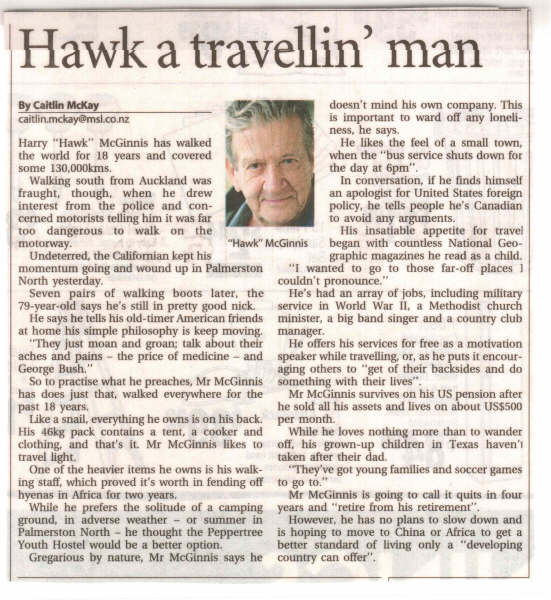 Hawk a travellin' man
By Caitlin McKay
caitlin.mckay@msl.co.nz
Harry "Hawk" McGinnis has walked
the world for 18 years and covered
some 130,000kms.
Walking south from Auckland was
fraught, though, when he drew
interest from the police and con-
cerned motorists telling him it was far
too dangerous to walk on the
motorway.
Undeterred, the Californian kept his
momentum going and wound up in Palmerston
North yesterday.
Seven pairs of walking boots later, the
79-year-old says he's still in pretty good nick.
He says he tells his old-timer American friends
at home his simple philosophy is keep moving.
"They just moan and groan; talk about their
aches and pains – the price of medicine – and
George Bush."
So to practise what he preaches, Mr McGinnis
has does just that, walked everywhere for the
past 18 years.
Like a snail, everything he owns is on his back.
His 46kg pack contains a tent, a cooker and
clothing, and that's it. Mr McGinnis likes to
travel light.
One of the heavier items he owns is his walk-
ing staff, which proved it's worth in fending off
hyenas in Africa for two years.
While he prefers the solitude of a camping
ground, in adverse weather – or summer in
Palmerston North – he thought the Peppertree
Youth Hostel would be a better option.
Gregarious by nature, Mr McGinnis says he
"Hawk" McGinnis
doesn't mind his own company. This
is important to ward off any loneli-
ness, he says.
He likes the feel of a small town,
when the "bus service shuts down for
the day at 6pm".
In conversation, if he finds himself
an apologist for United States foreign
policy, he tells people he's Canadian
to avoid any arguments.
His insatiable appetite for travel
began with countless National Geo-
graphic magazines he read as a child.
"I wanted to go to those far-off places I
couldn't pronounce."
He's had an array of jobs, including military
service in World War II, a Methodist church
minister, a big band singer and a country club
manager.
He offers his services for free as a motivation
speaker while travelling, or, as he puts it encour-
aging others to "get of their backsides and do
something with their lives".
Mr McGinnis survives on his US pension after
he sold all his assets and lives on about US$500
per month.
While he loves nothing more than to wander
off, his grown-up children in Texas haven't
taken after their dad.
"They've got young families and soccer games
to go to."
Mr McGinnis is going to call it quits in four
years and "retire from his retirement".
However, he has no plans to slow down and
is hoping to move to China or Africa to get a
better standard of living only a "developing
country can offer".